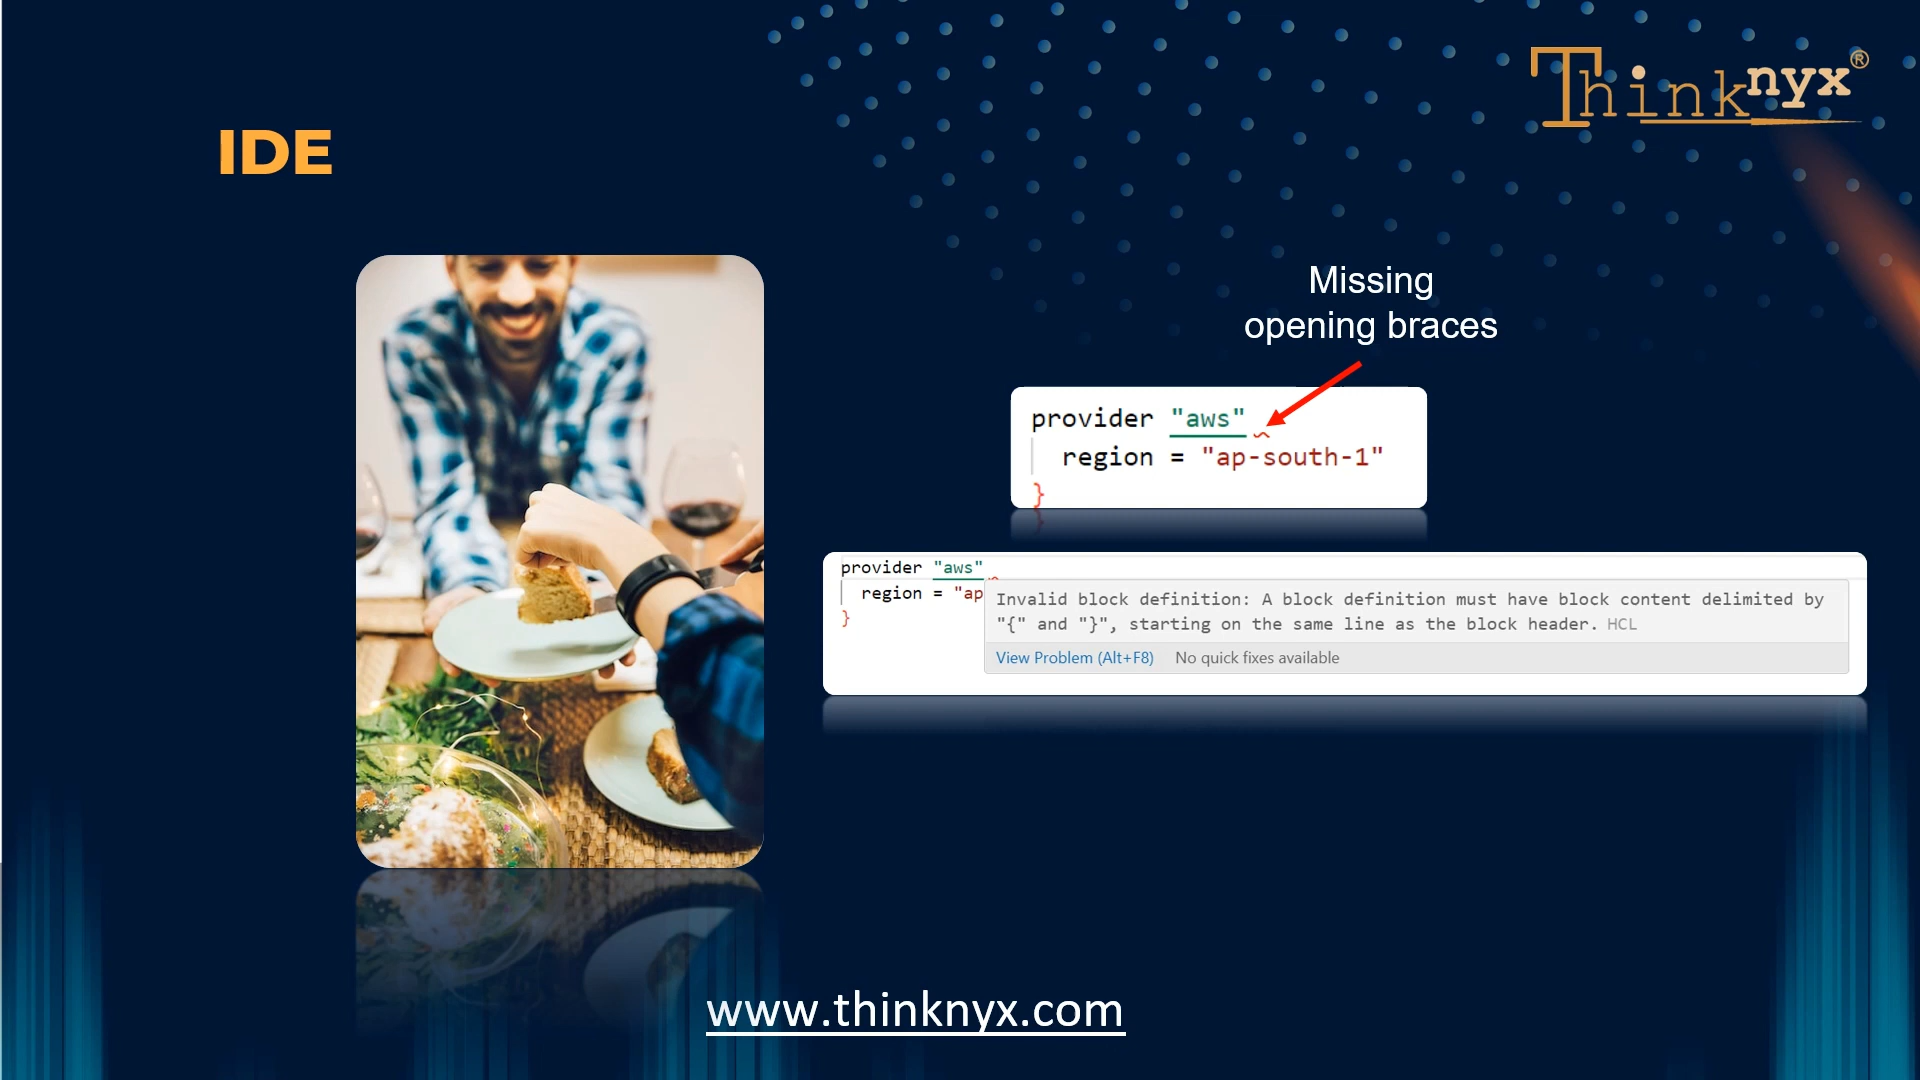 Thinknyx®
IDE
Missing
opening braces
provider "aws"
region = "ap-south-1"
}
provider "aws"
region = "ap
}
Invalid block definition: A block definition must have block content delimited by
"{" and "}", starting on the same line as the block header. HCL
View Problem (Alt+F8) No quick fixes available
www.thinknyx.com